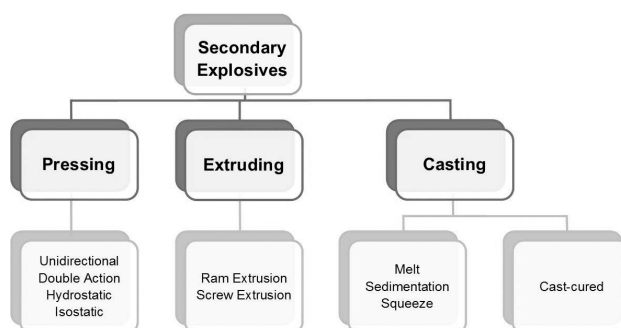 Secondary
Explosives
Pressing
Extruding
Casting
Unidirectional
Double Action
Hydrostatic
Isostatic
Ram Extrusion
Screw Extrusion
Melt
Sedimentation
Squeeze
Cast-cured